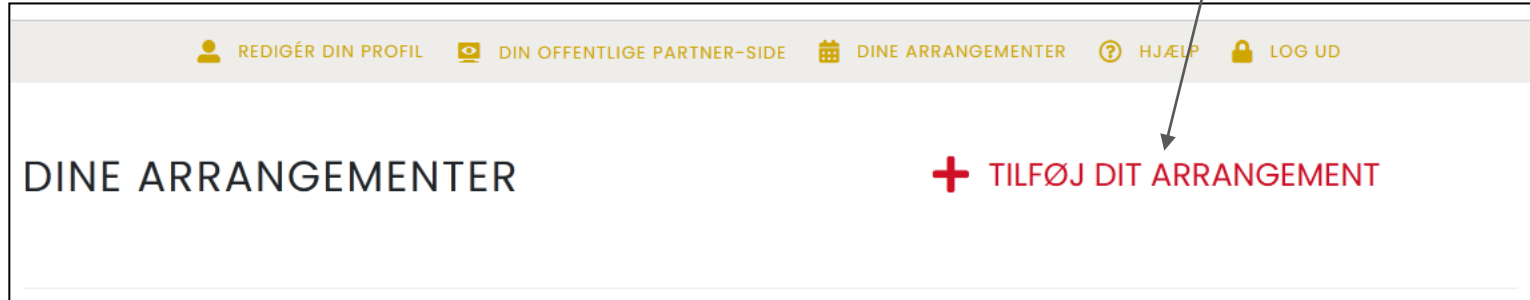 REDIGÉR DIN PROFIL DIN OFFENTLIGE PARTNER-SIDE DINE ARRANGEMENTER HJÆLP LOG UD
DINE ARRANGEMENTER
TILFØJ DIT ARRANGEMENT